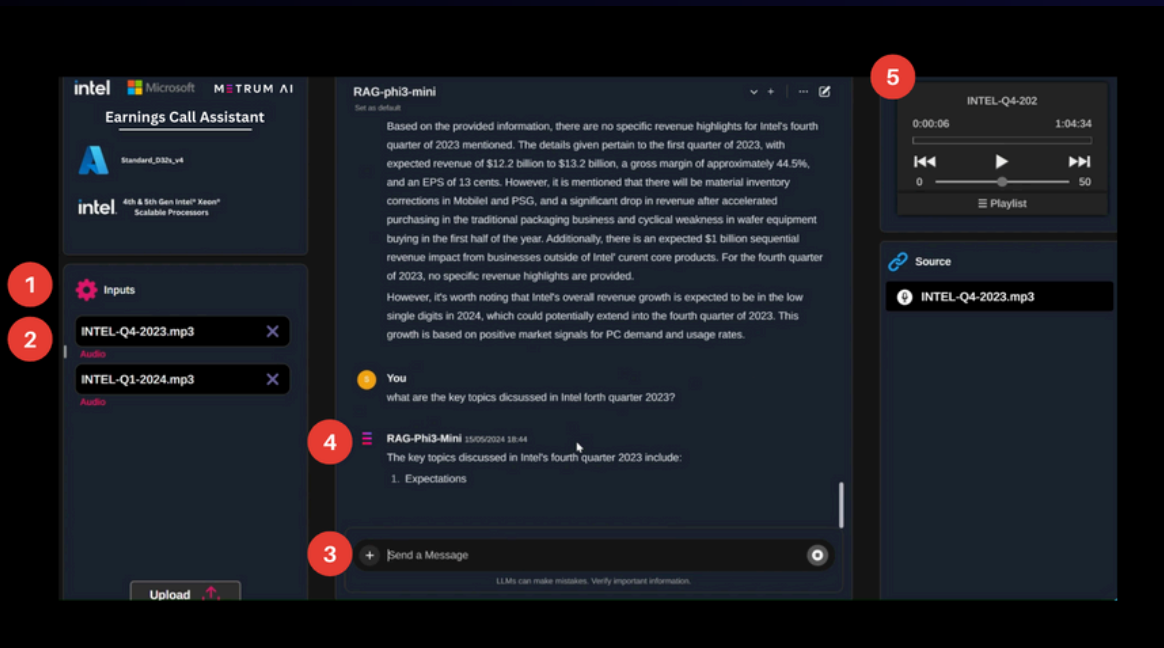 intel Microsoft METRUM AI
Earnings Call Assistant
Standard_D32s_v4
intel.
4th & 5th Gen Intel® Xeon®
Scalable Processors
1
Inputs
2
INTEL-Q4-2023.mp3
Audio
INTEL-Q1-2024.mp3
Audio
Upload
RAG-phi3-mini
Set as default
Based on the provided information, there are no specific revenue highlights for Intel's fourth
quarter of 2023 mentioned. The details given pertain to the first quarter of 2023, with
expected revenue of $12.2 billion to $13.2 billion, a gross margin of approximately 44.5%,
and an EPS of 13 cents. However, it is mentioned that there will be material inventory
corrections in Mobilel and PSG, and a significant drop in revenue after accelerated
purchasing in the traditional packaging business and cyclical weakness in wafer equipment
buying in the first half of the year. Additionally, there is an expected $1 billion sequential
revenue impact from businesses outside of Intel' curent core products. For the fourth quarter
of 2023, no specific revenue highlights are provided.
However, it's worth noting that Intel's overall revenue growth is expected to be in the low
single digits in 2024, which could potentially extend into the fourth quarter of 2023. This
growth is based on positive market signals for PC demand and usage rates.
You
what are the key topics dicsussed in Intel forth quarter 2023?
4
RAG-Phi3-Mini 15/05/2024 18:44
The key topics discussed in Intel's fourth quarter 2023 include:
1. Expectations
3
Send a Message
LLMs can make mistakes. Verify important information.
5
INTEL-Q4-202
0:00:06 1:04:34
0 50
Playlist
Source
INTEL-Q4-2023.mp3